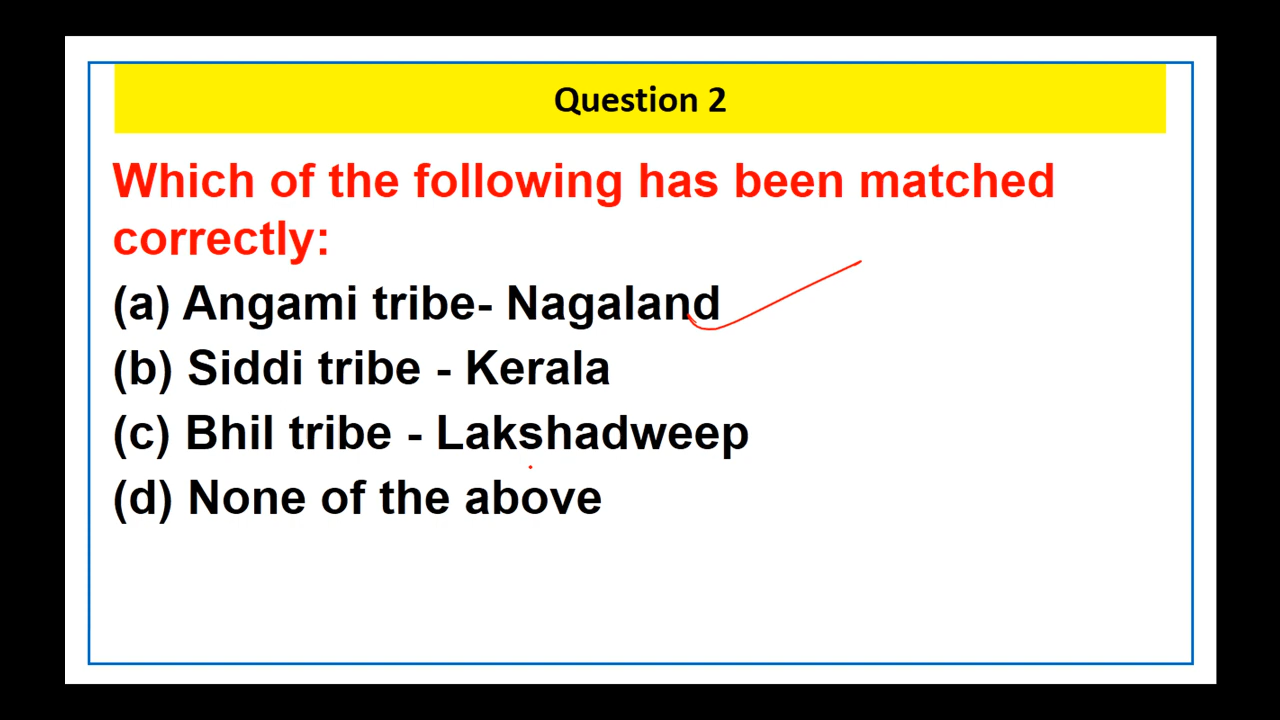 Question 2
Which of the following has been matched
correctly:
(a) Angami tribe- Nagaland
(b) Siddi tribe - Kerala
(c) Bhil tribe - Lakshadweep
(d) None of the above